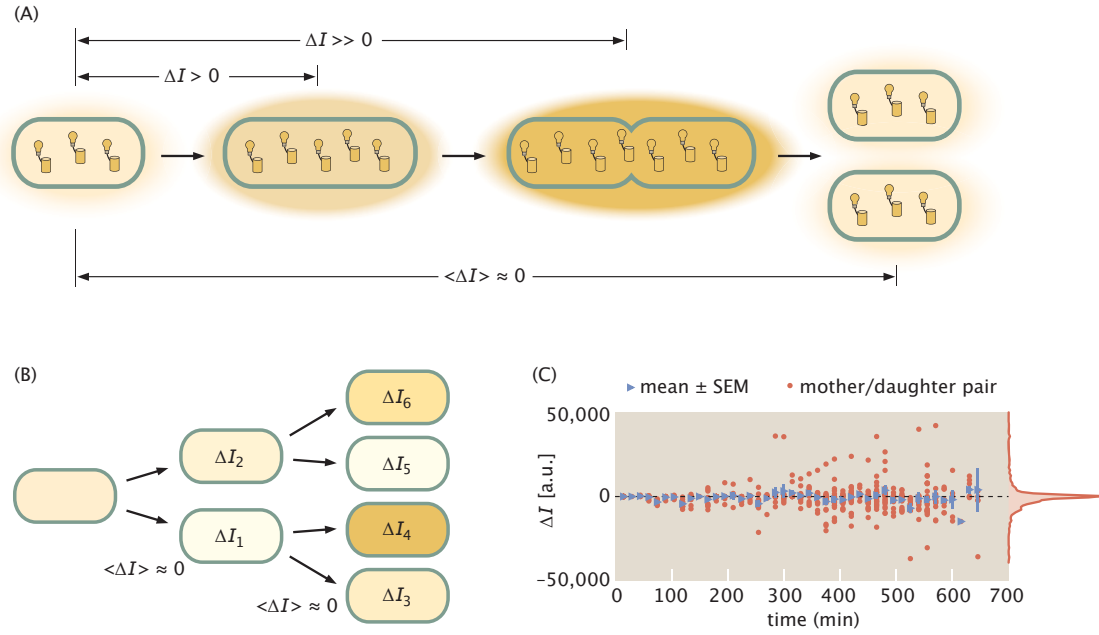 (A)
ΔI >> 0
ΔI > 0
<ΔI> ≈ 0
(B)
ΔI₆
ΔI₂
ΔI₅
ΔI₁
ΔI₄
<ΔI> ≈ 0
ΔI₃
<ΔI> ≈ 0
(C)
mean ± SEM
mother/daughter pair
50,000
0
−50,000
ΔI [a.u.]
0 100 200 300 400 500 600 700
time (min)